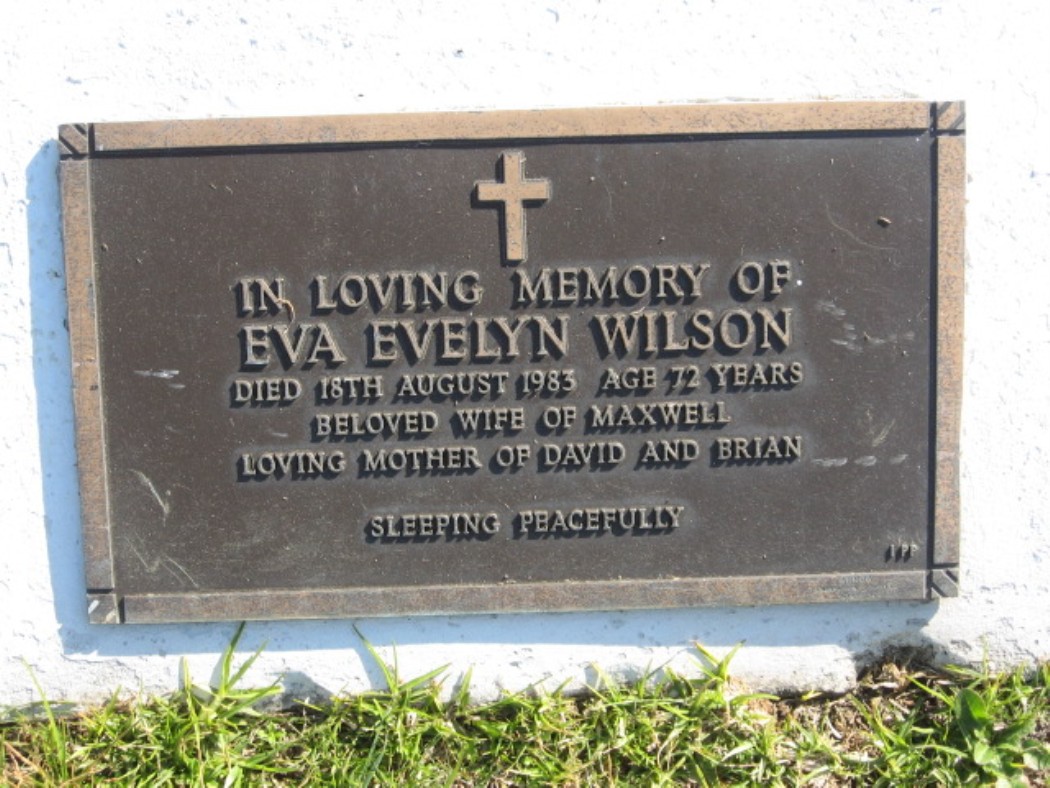 IN LOVING MEMORY OF
EVA EVELYN WILSON
DIED 18TH AUGUST 1983 AGE 72 YEARS
BELOVED WIFE OF MAXWELL
LOVING MOTHER OF DAVID AND BRIAN
SLEEPING PEACEFULLY